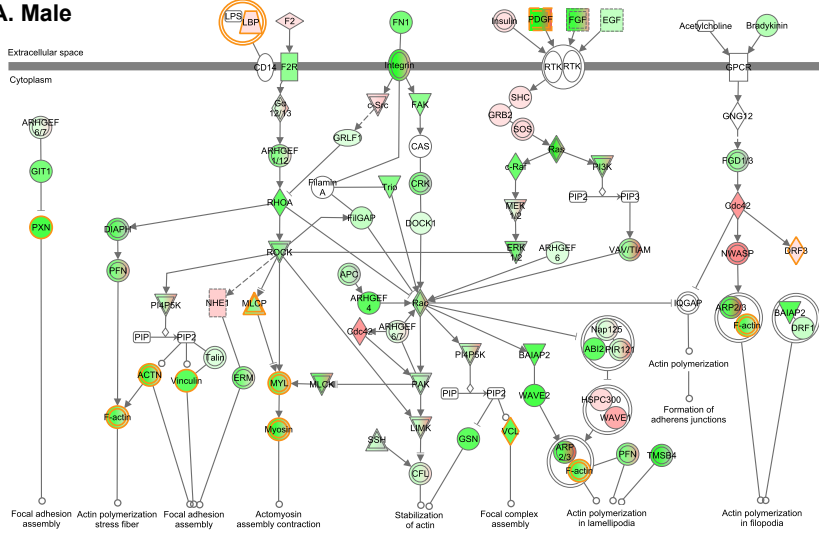 A. Male
LPS
LBP
F2
FN1
Insulin
PDGF
FGF
EGF
Acetylcholine
Bradykinin
Extracellular space
Cytoplasm
CD14
F2R
Integrin
RTK
RTK
GPCR
ARHGEF
6/7
GIT1
PXN
Gα
12/13
ARHGEF
1/12
RHOA
c-Src
GRLF1
FAK
CAS
CRK
DOCK1
Filamin
A
Trio
FilGAP
SHC
GRB2
SOS
Ras
c-Raf
PI3K
MEK
1/2
ERK
1/2
PIP2
PIP3
ARHGEF
6
VAV/TIAM
GNG12
FGD1/3
Cdc42
NWASP
DRF3
DIAPH
PFN
ROCK
PI4P5K
NHE1
MLCP
PIP
PIP2
Talin
ACTN
Vinculin
ERM
F-actin
MYL
MLCK
Myosin
APC
ARHGEF
4
Rac
Cdc42
ARHGEF
6/7
PAK
LIMK
SSH
CFL
PI4P5K
PIP
PIP2
GSN
VCL
BAIAP2
WAVE2
Nap125
ABI2
PIR121
HSPC300
WAVE
ARP
2/3
F-actin
PFN
TMSB4
IQGAP
Actin polymerization
Formation of
adherens junctions
ARP2/3
F-actin
BAIAP2
DRF1
Focal adhesion
assembly
Actin polymerization
stress fiber
Focal adhesion
assembly
Actomyosin
assembly contraction
Stabilization
of actin
Focal complex
assembly
Actin polymerization
in lamellipodia
Actin polymerization
in filopodia